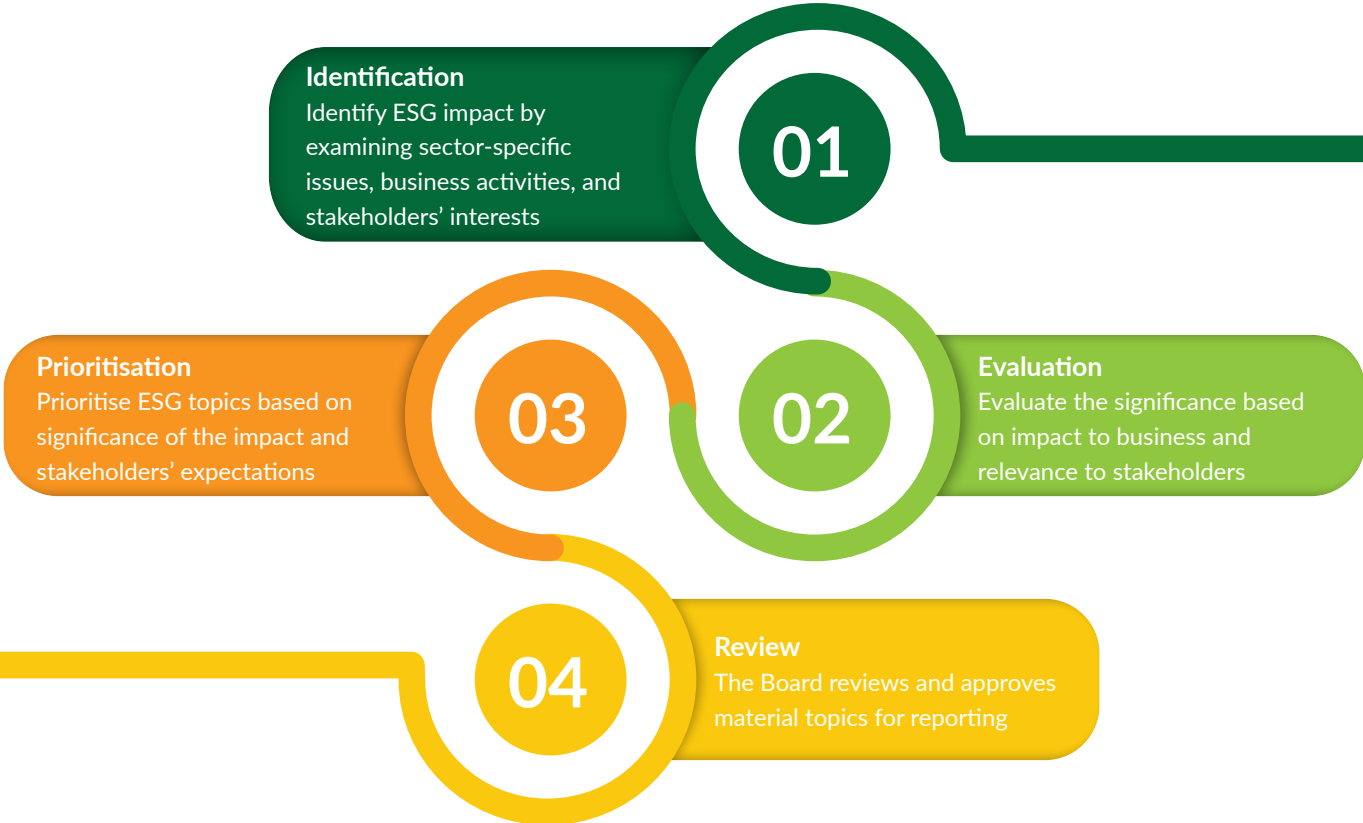 Identification
Identify ESG impact by
examining sector-specific
issues, business activities, and
stakeholders’ interests
01
Evaluation
Evaluate the significance based
on impact to business and
relevance to stakeholders
02
Prioritisation
Prioritise ESG topics based on
significance of the impact and
stakeholders’ expectations
03
Review
The Board reviews and approves
material topics for reporting
04